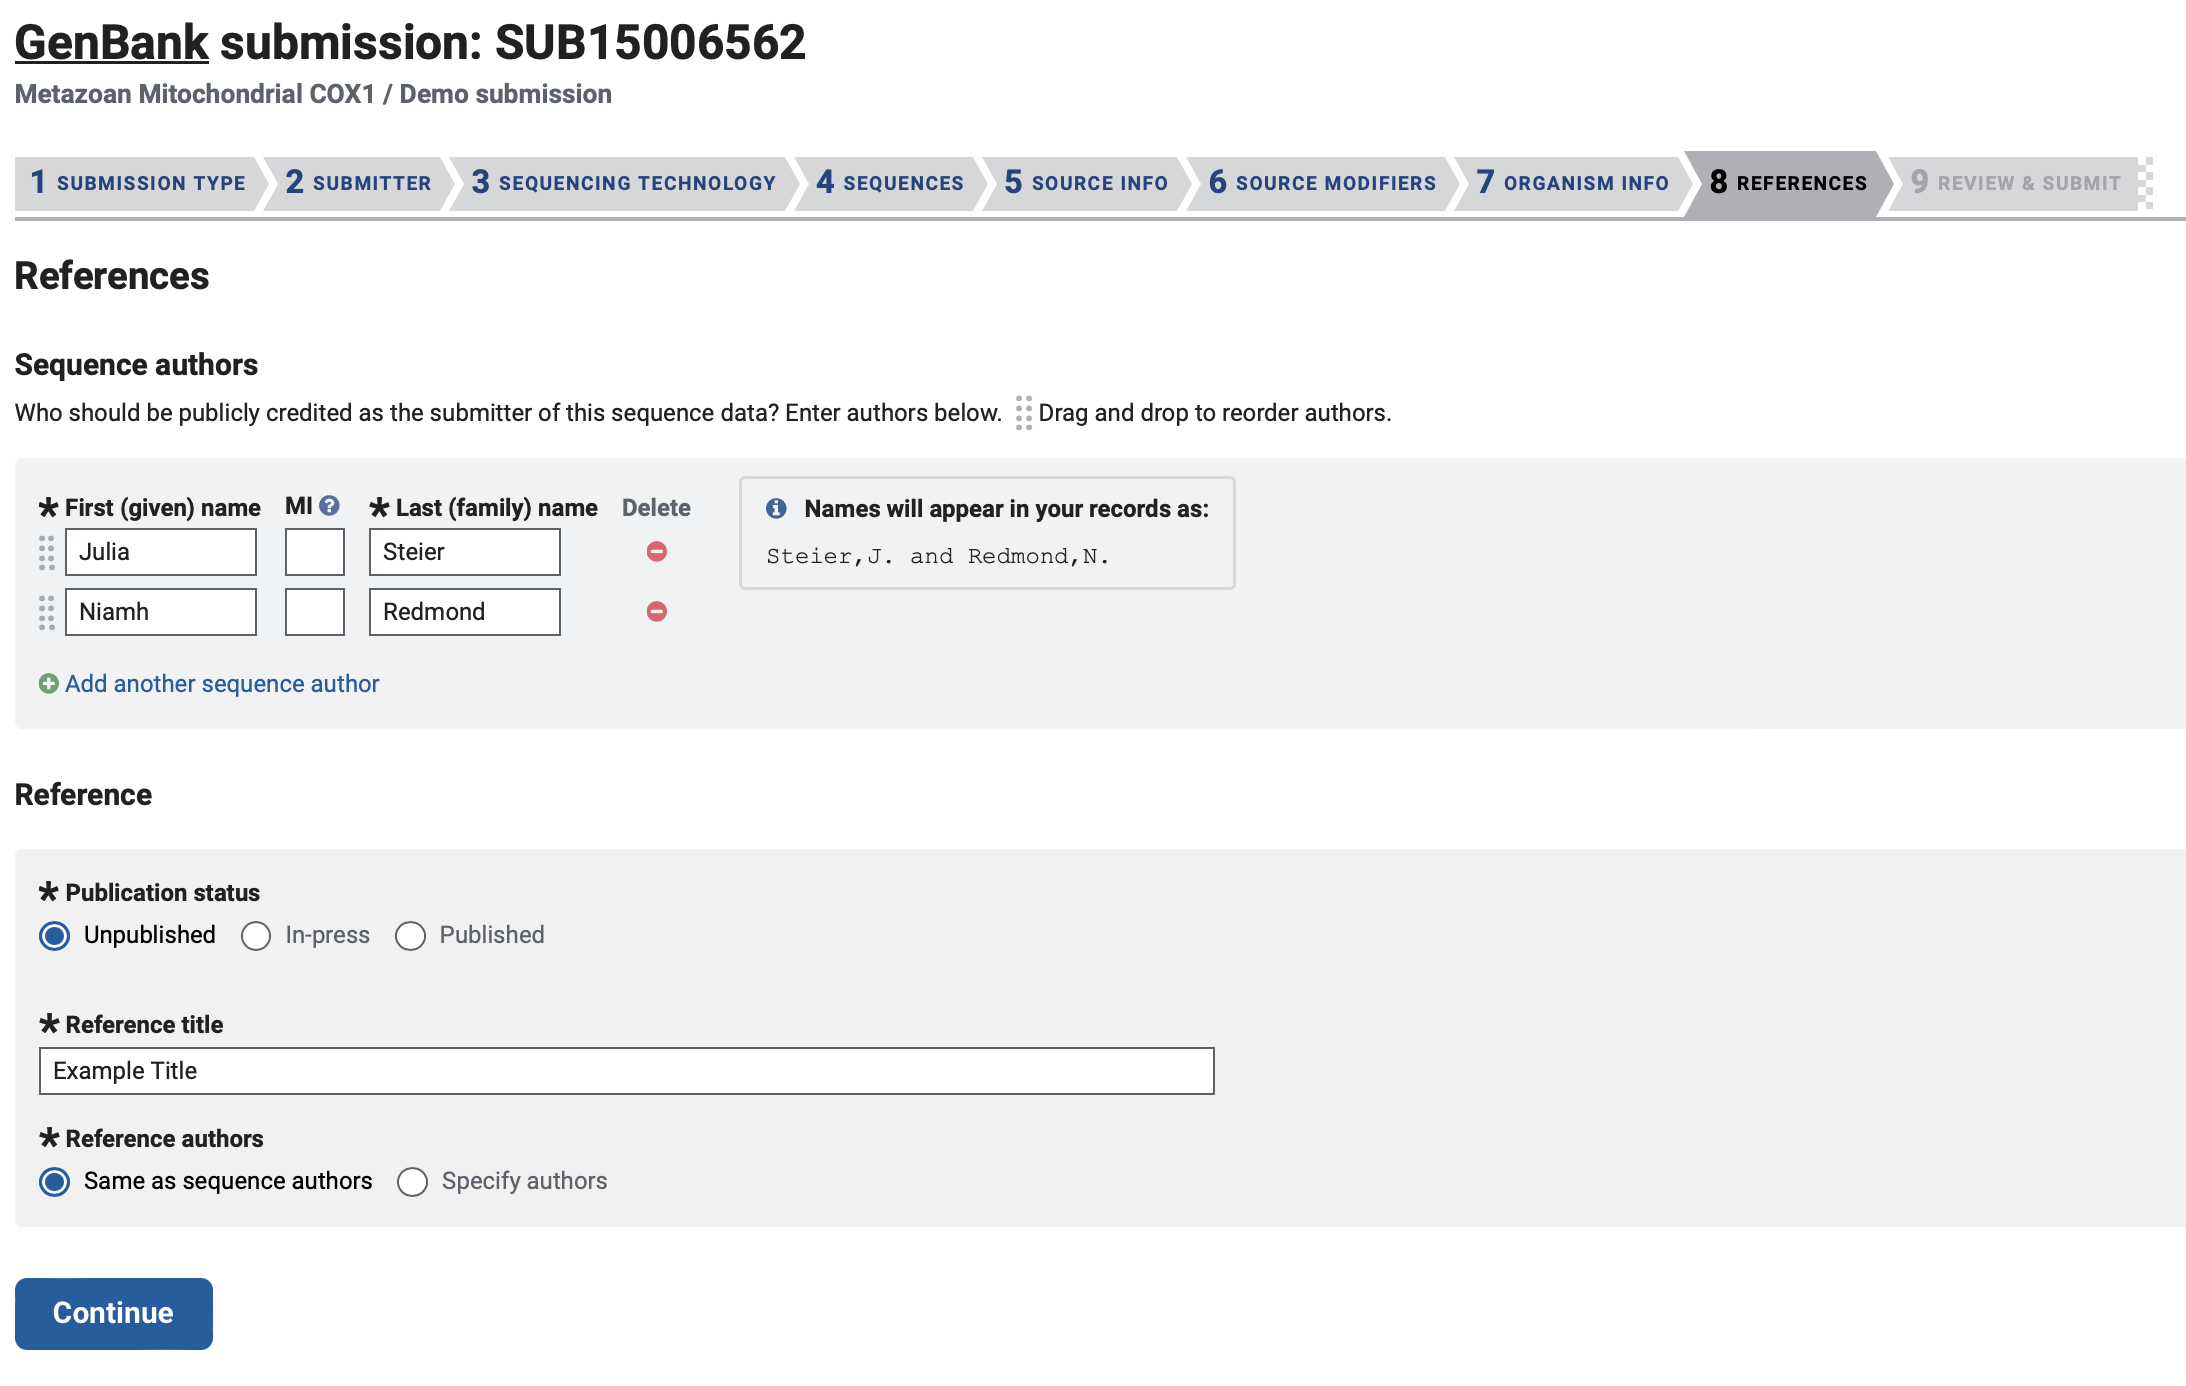 GenBank submission: SUB15006562
Metazoan Mitochondrial COX1 / Demo submission
1 SUBMISSION TYPE 2 SUBMITTER 3 SEQUENCING TECHNOLOGY 4 SEQUENCES 5 SOURCE INFO 6 SOURCE MODIFIERS 7 ORGANISM INFO 8 REFERENCES 9 REVIEW & SUBMIT
References
Sequence authors
Who should be publicly credited as the submitter of this sequence data? Enter authors below. Drag and drop to reorder authors.
* First (given) name MI ? * Last (family) name Delete
Julia Steier
Niamh Redmond
Names will appear in your records as:
Steier,J. and Redmond,N.
Add another sequence author
Reference
* Publication status
Unpublished In-press Published
* Reference title
Example Title
* Reference authors
Same as sequence authors Specify authors
Continue